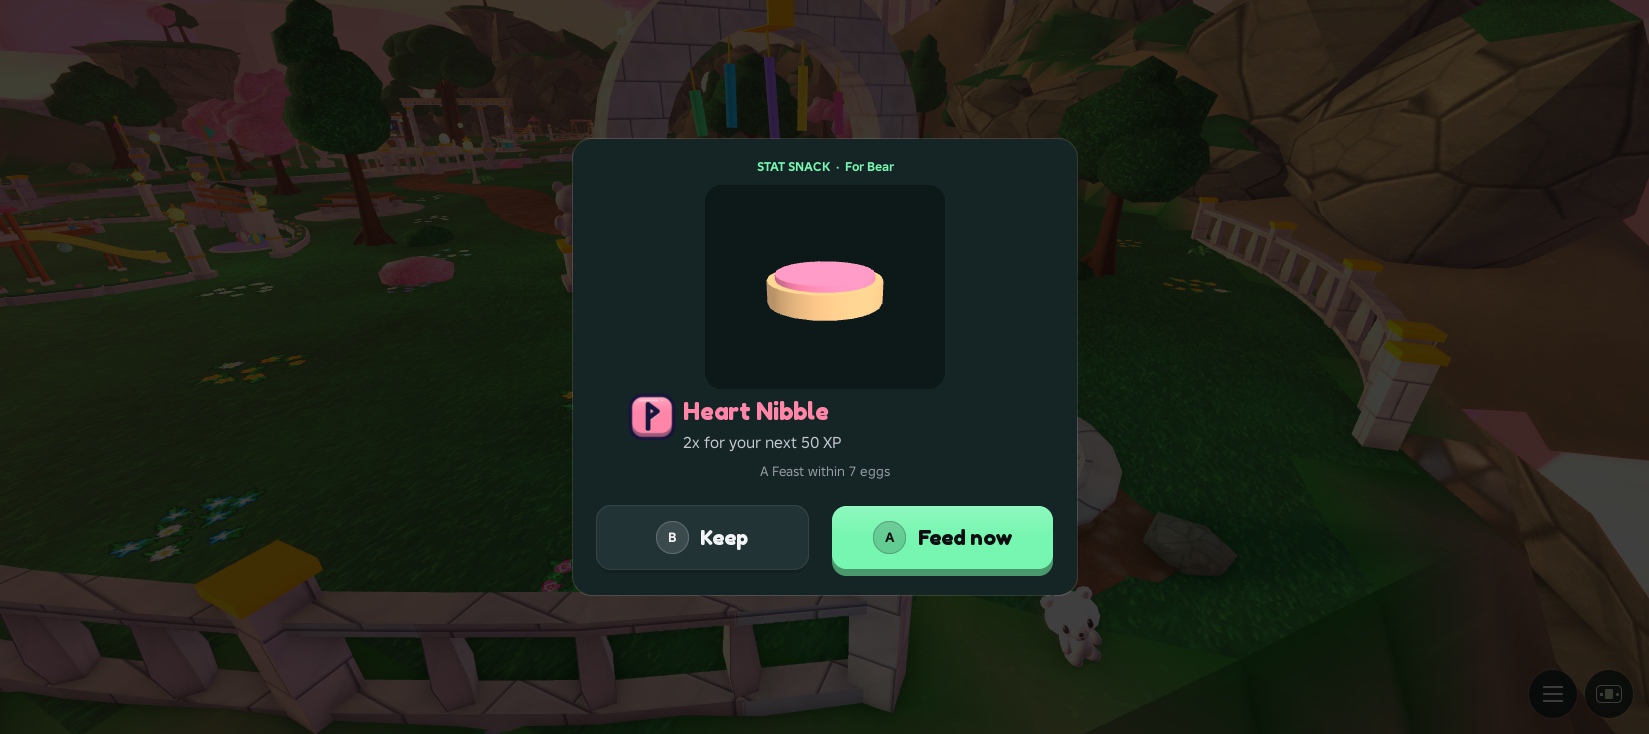 STAT SNACK · For Bear
P
Heart Nibble
2x for your next 50 XP
A Feast within 7 eggs
B Keep
A Feed now